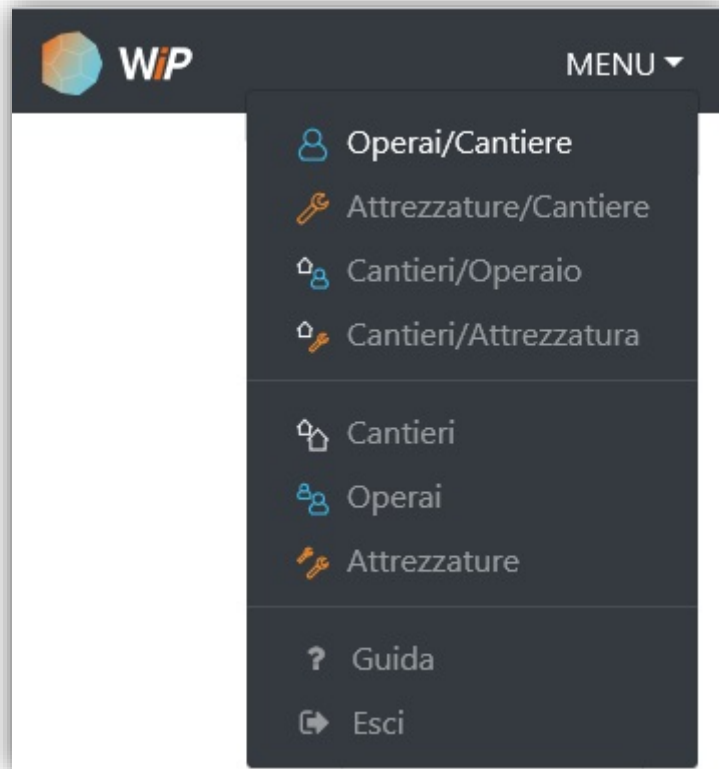 WiP
MENU
Operai/Cantiere
Attrezzature/Cantiere
Cantieri/Operaio
Cantieri/Attrezzatura
Cantieri
Operai
Attrezzature
? Guida
Esci